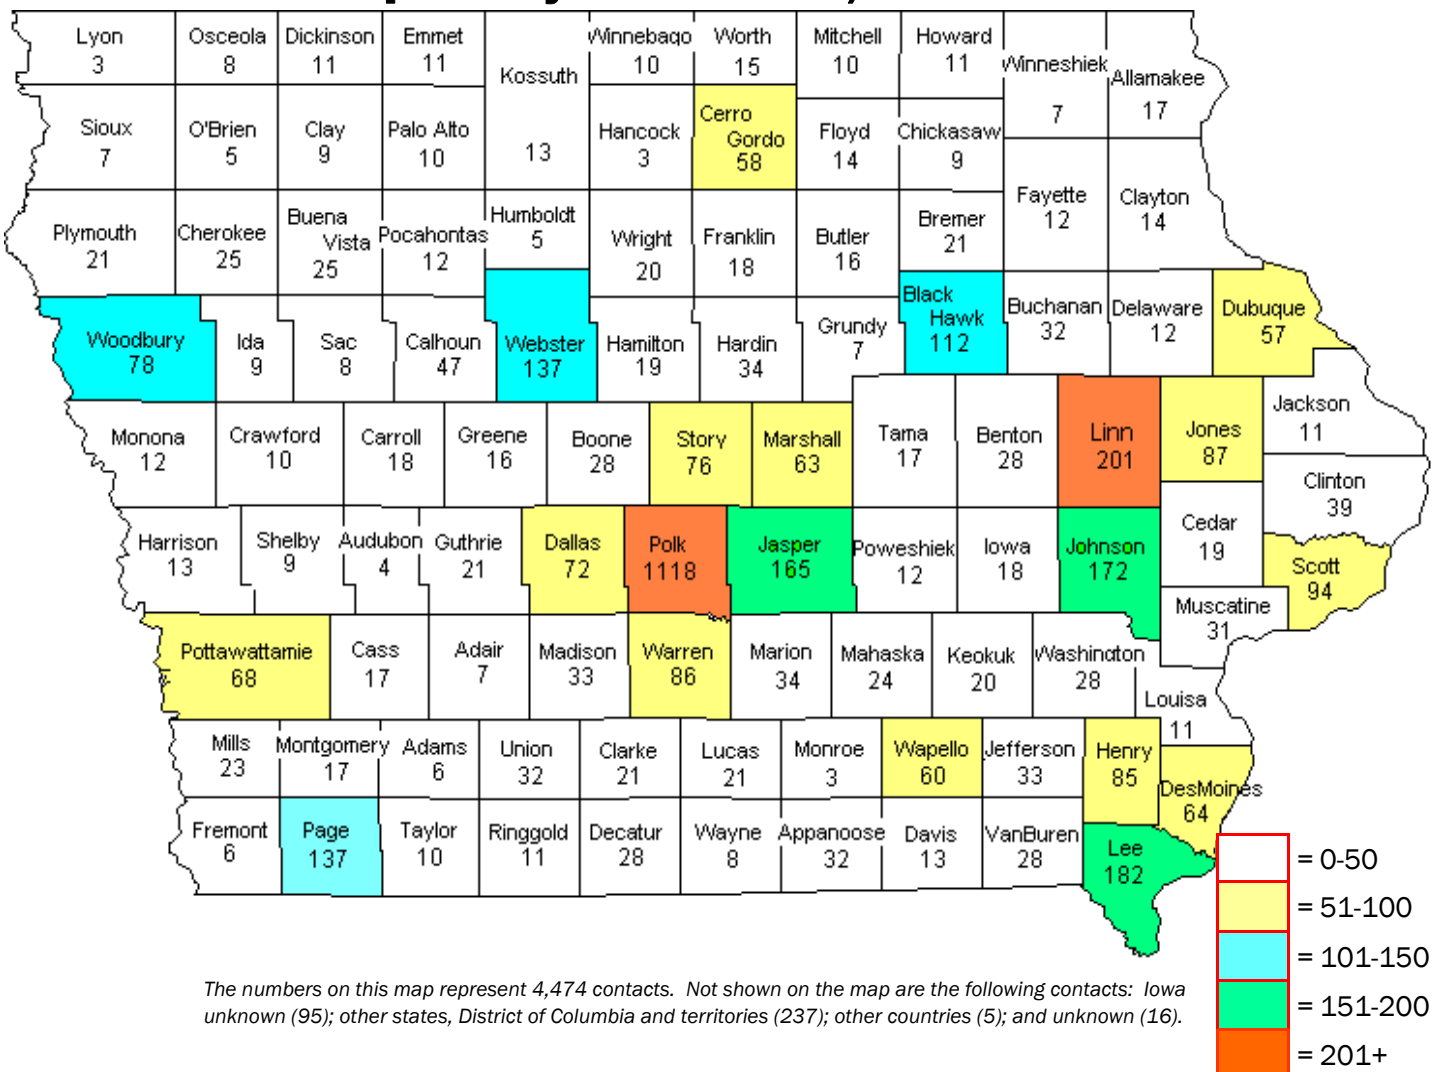 Lyon
3
Osceola
8
Dickinson
11
Emmet
11
Kossuth
13
Winnebago
10
Worth
15
Mitchell
10
Howard
11
Winneshiek
7
Allamakee
17
Sioux
7
O'Brien
5
Clay
9
Palo Alto
10
Hancock
3
Cerro
Gordo
58
Floyd
14
Chickasaw
9
Fayette
12
Clayton
14
Plymouth
21
Cherokee
25
Buena
Vista
25
Pocahontas
12
Humboldt
5
Wright
20
Franklin
18
Butler
16
Bremer
21
Woodbury
78
Ida
9
Sac
8
Calhoun
47
Webster
137
Hamilton
19
Hardin
34
Grundy
7
Black
Hawk
112
Buchanan
32
Delaware
12
Dubuque
57
Monona
12
Crawford
10
Carroll
18
Greene
16
Boone
28
Story
76
Marshall
63
Tama
17
Benton
28
Linn
201
Jones
87
Jackson
11
Clinton
39
Harrison
13
Shelby
9
Audubon
4
Guthrie
21
Dallas
72
Polk
1118
Jasper
165
Poweshiek
12
Iowa
18
Johnson
172
Cedar
19
Scott
94
Muscatine
31
Pottawattamie
68
Cass
17
Adair
7
Madison
33
Warren
86
Marion
34
Mahaska
24
Keokuk
20
Washington
28
Louisa
11
Mills
23
Montgomery
17
Adams
6
Union
32
Clarke
21
Lucas
21
Monroe
3
Wapello
60
Jefferson
33
Henry
85
DesMoines
64
Fremont
6
Page
137
Taylor
10
Ringgold
11
Decatur
28
Wayne
8
Appanoose
32
Davis
13
VanBuren
28
Lee
182
= 0-50
= 51-100
= 101-150
= 151-200
= 201+
The numbers on this map represent 4,474 contacts. Not shown on the map are the following contacts: Iowa
unknown (95); other states, District of Columbia and territories (237); other countries (5); and unknown (16).